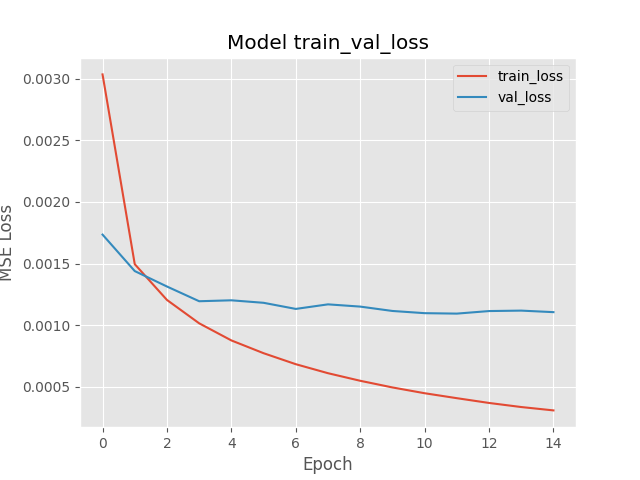 Model train_val_loss
train_loss
val_loss
0.0030
0.0025
0.0020
0.0015
0.0010
0.0005
MSE Loss
0 2 4 6 8 10 12 14
Epoch